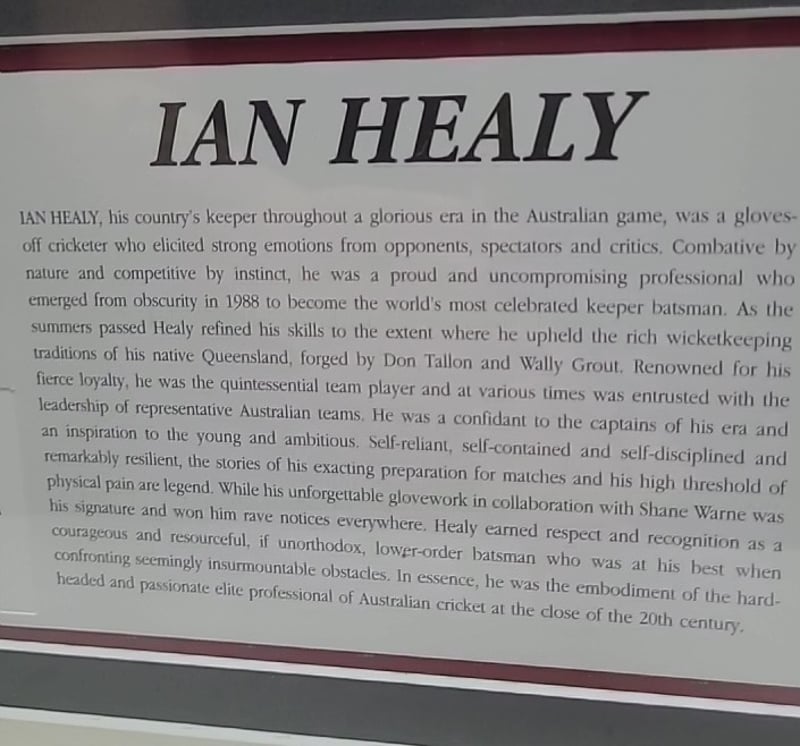 IAN HEALY
IAN HEALY, his country's keeper throughout a glorious era in the Australian game, was a gloves-
off cricketer who elicited strong emotions from opponents, spectators and critics. Combative by
nature and competitive by instinct, he was a proud and uncompromising professional who
emerged from obscurity in 1988 to become the world's most celebrated keeper batsman. As the
summers passed Healy refined his skills to the extent where he upheld the rich wicketkeeping
traditions of his native Queensland, forged by Don Tallon and Wally Grout. Renowned for his
fierce loyalty, he was the quintessential team player and at various times was entrusted with the
leadership of representative Australian teams. He was a confidant to the captains of his era and
an inspiration to the young and ambitious. Self-reliant, self-contained and self-disciplined and
remarkably resilient, the stories of his exacting preparation for matches and his high threshold of
physical pain are legend. While his unforgettable glovework in collaboration with Shane Warne was
his signature and won him rave notices everywhere. Healy earned respect and recognition as a
courageous and resourceful, if unorthodox, lower-order batsman who was at his best when
confronting seemingly insurmountable obstacles. In essence, he was the embodiment of the hard-
headed and passionate elite professional of Australian cricket at the close of the 20th century.